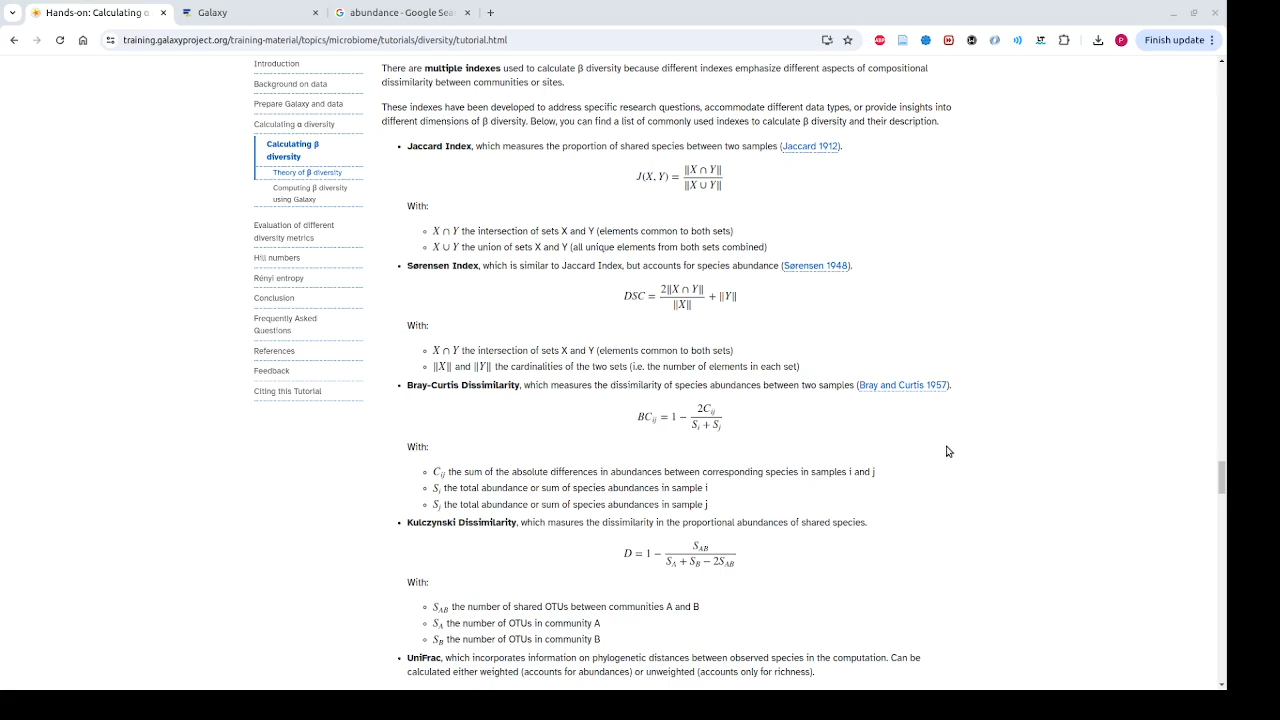 Hands-on: Calculating α
Galaxy
abundance - Google Sea
training.galaxyproject.org/training-material/topics/microbiome/tutorials/diversity/tutorial.html
Finish update
Introduction
Background on data
Prepare Galaxy and data
Calculating α diversity
Calculating β
diversity
Theory of β diversity
Computing β diversity
using Galaxy
Evaluation of different
diversity metrics
Hill numbers
Rényi entropy
Conclusion
Frequently Asked
Questions
References
Feedback
Citing this Tutorial
There are multiple indexes used to calculate β diversity because different indexes emphasize different aspects of compositional
dissimilarity between communities or sites.
These indexes have been developed to address specific research questions, accommodate different data types, or provide insights into
different dimensions of β diversity. Below, you can find a list of commonly used indexes to calculate β diversity and their description.
Jaccard Index, which measures the proportion of shared species between two samples (Jaccard 1912).
J(X, Y) = ||X ∩ Y|| / ||X ∪ Y||
With:
X ∩ Y the intersection of sets X and Y (elements common to both sets)
X ∪ Y the union of sets X and Y (all unique elements from both sets combined)
Sørensen Index, which is similar to Jaccard Index, but accounts for species abundance (Sørensen 1948).
DSC = 2||X ∩ Y|| / ||X|| + ||Y||
With:
X ∩ Y the intersection of sets X and Y (elements common to both sets)
||X|| and ||Y|| the cardinalities of the two sets (i.e. the number of elements in each set)
Bray-Curtis Dissimilarity, which measures the dissimilarity of species abundances between two samples (Bray and Curtis 1957).
BCij = 1 − 2Cij / Si + Sj
With:
Cij the sum of the absolute differences in abundances between corresponding species in samples i and j
Si the total abundance or sum of species abundances in sample i
Sj the total abundance or sum of species abundances in sample j
Kulczynski Dissimilarity, which masures the dissimilarity in the proportional abundances of shared species.
D = 1 − SAB / SA + SB − 2SAB
With:
SAB the number of shared OTUs between communities A and B
SA the number of OTUs in community A
SB the number of OTUs in community B
UniFrac, which incorporates information on phylogenetic distances between observed species in the computation. Can be
calculated either weighted (accounts for abundances) or unweighted (accounts only for richness).